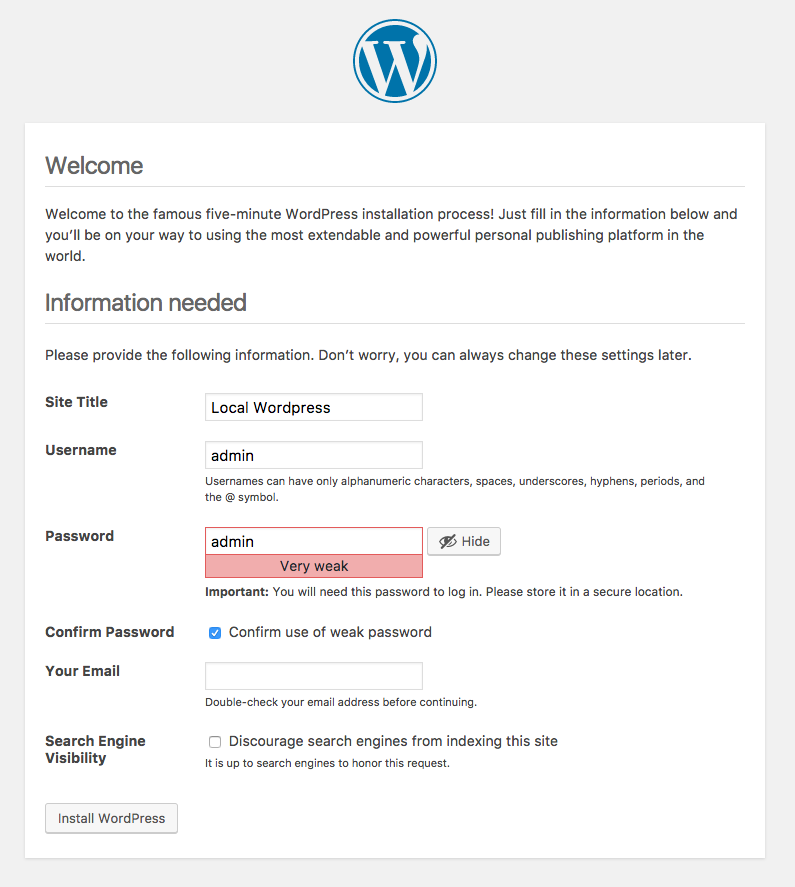 Welcome
Welcome to the famous five-minute WordPress installation process! Just fill in the information below and
you’ll be on your way to using the most extendable and powerful personal publishing platform in the
world.
Information needed
Please provide the following information. Don’t worry, you can always change these settings later.
Site Title
Local Wordpress
Username
admin
Usernames can have only alphanumeric characters, spaces, underscores, hyphens, periods, and
the @ symbol.
Password
admin
Hide
Very weak
Important: You will need this password to log in. Please store it in a secure location.
Confirm Password
Confirm use of weak password
Your Email
Double-check your email address before continuing.
Search Engine
Visibility
Discourage search engines from indexing this site
It is up to search engines to honor this request.
Install WordPress